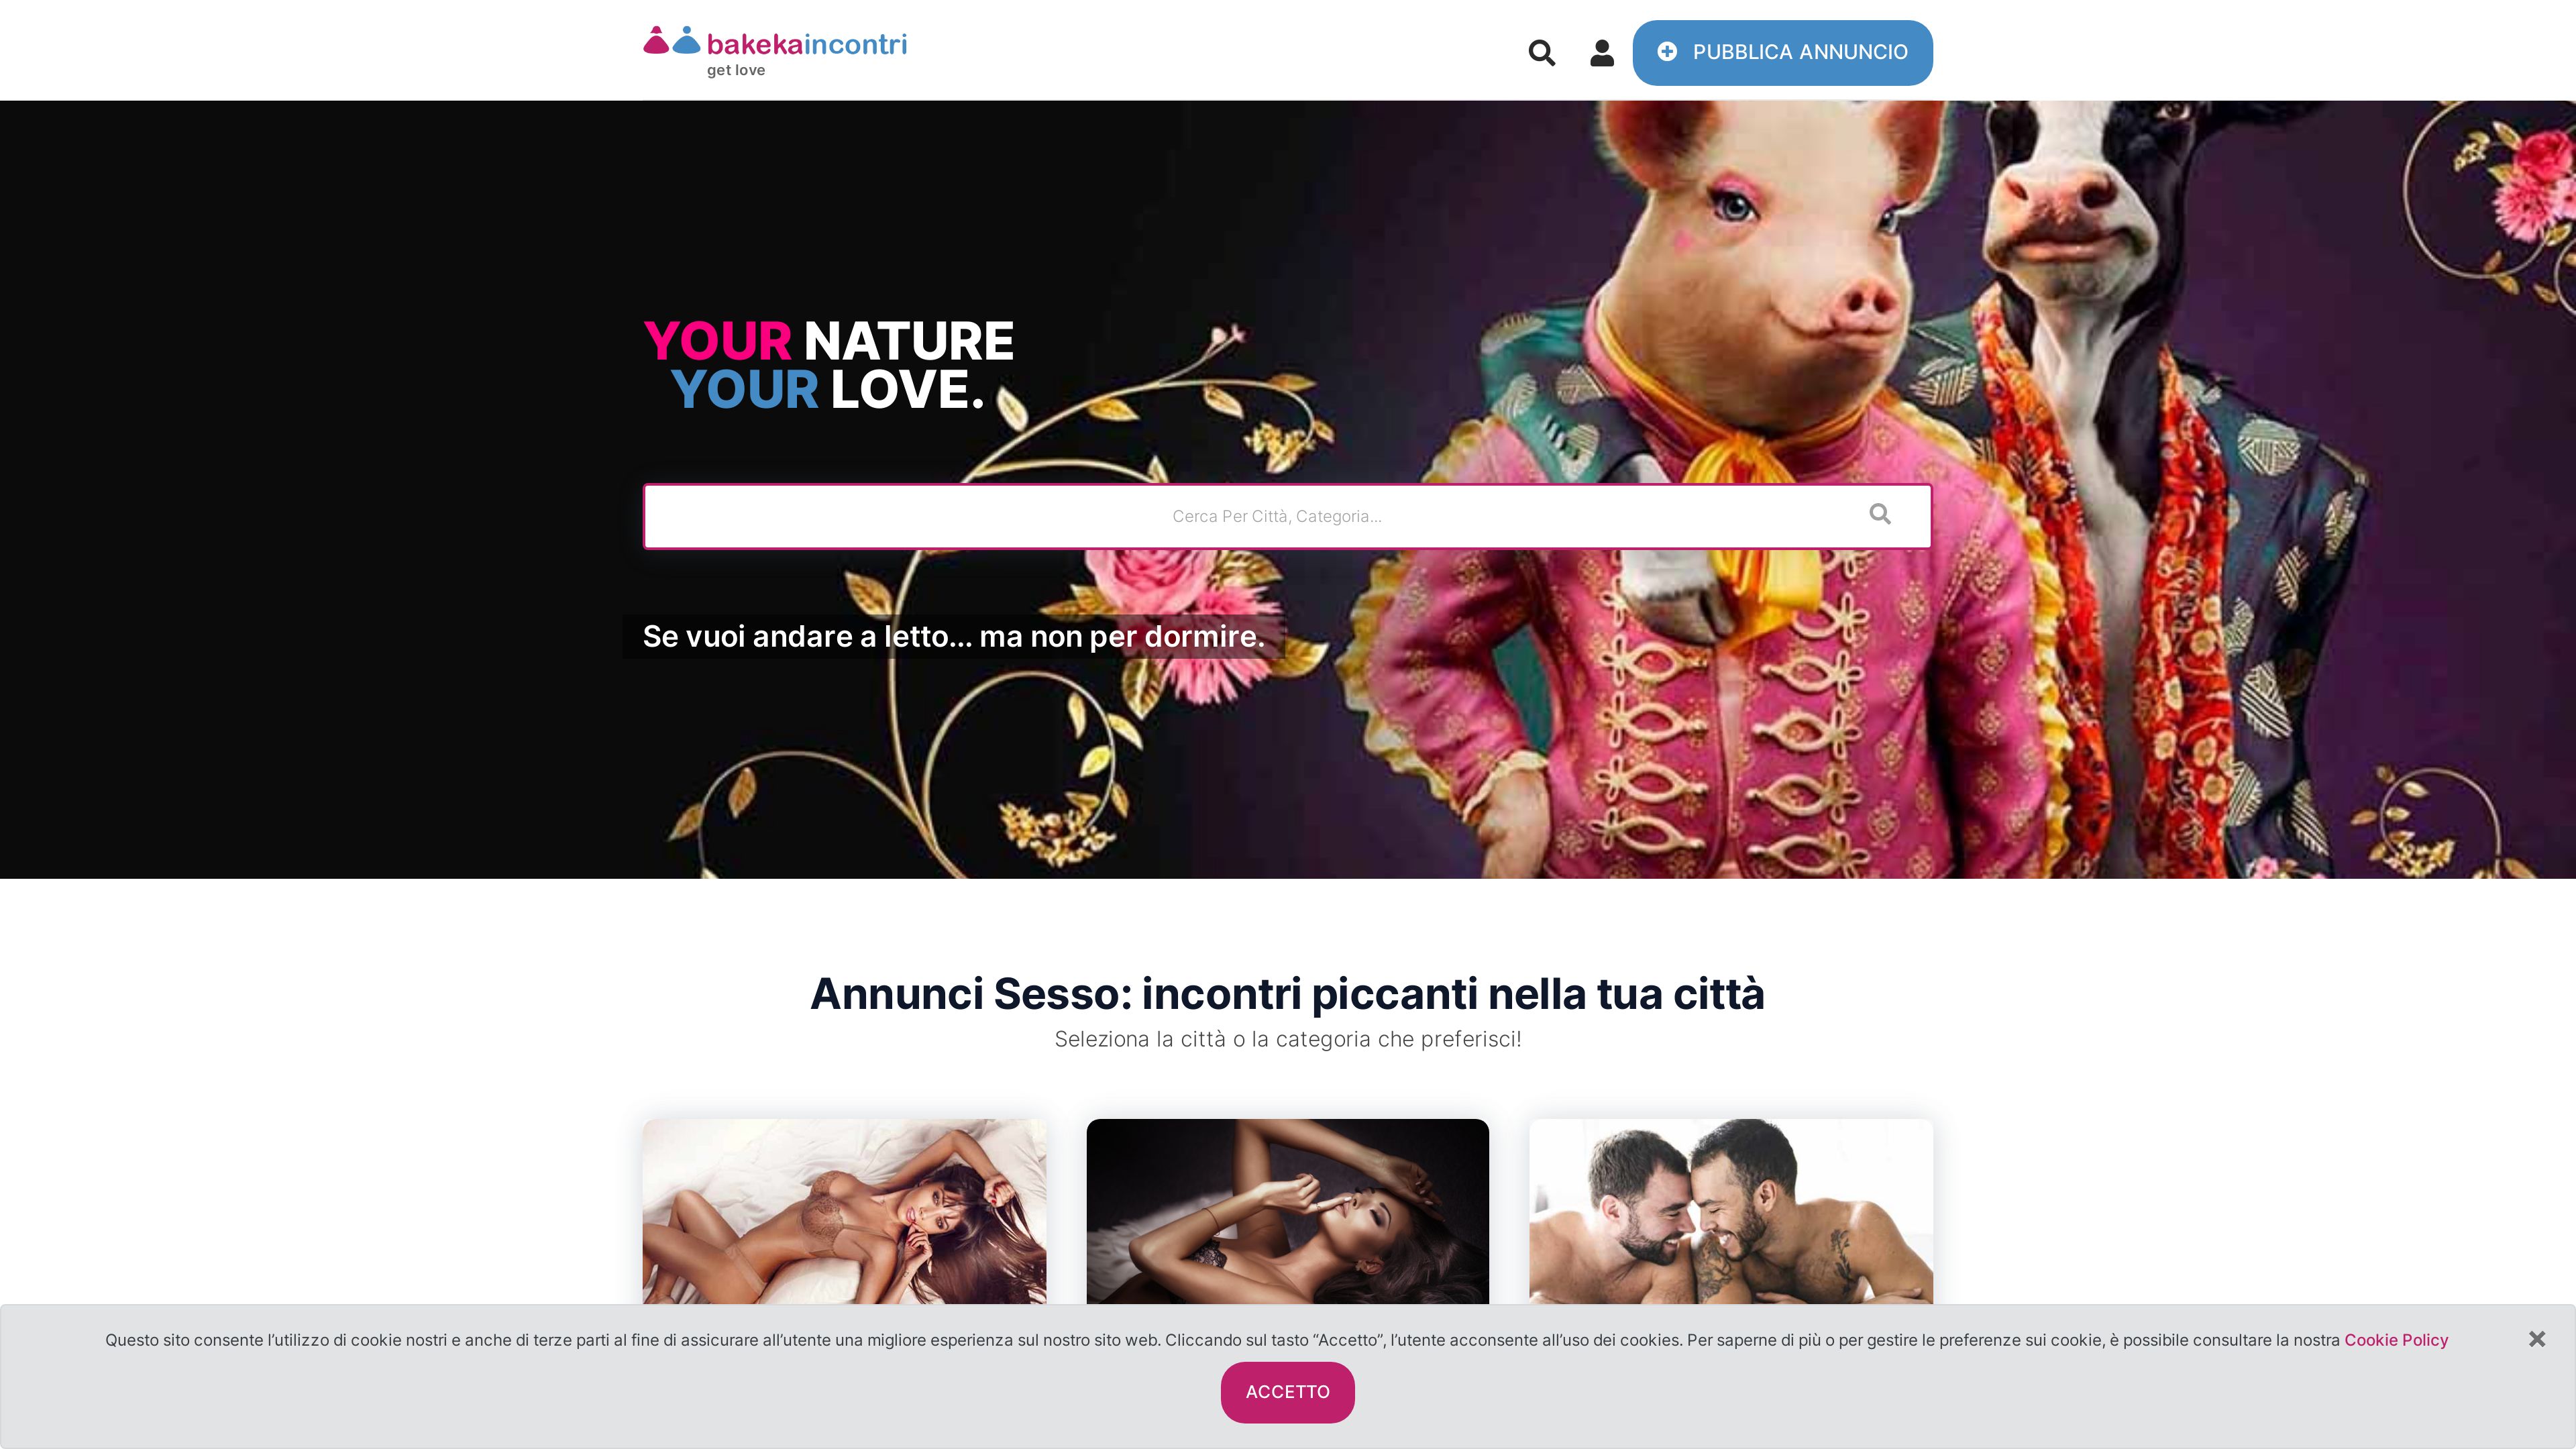 bakekaincontri
get love
PUBBLICA ANNUNCIO
YOUR NATURE
YOUR LOVE.
Cerca Per Città, Categoria...
Se vuoi andare a letto... ma non per dormire.
Annunci Sesso: incontri piccanti nella tua città
Seleziona la città o la categoria che preferisci!
Questo sito consente l’utilizzo di cookie nostri e anche di terze parti al fine di assicurare all’utente una migliore esperienza sul nostro sito web. Cliccando sul tasto “Accetto”, l’utente acconsente all’uso dei cookies. Per saperne di più o per gestire le preferenze sui cookie, è possibile consultare la nostra Cookie Policy
ACCETTO